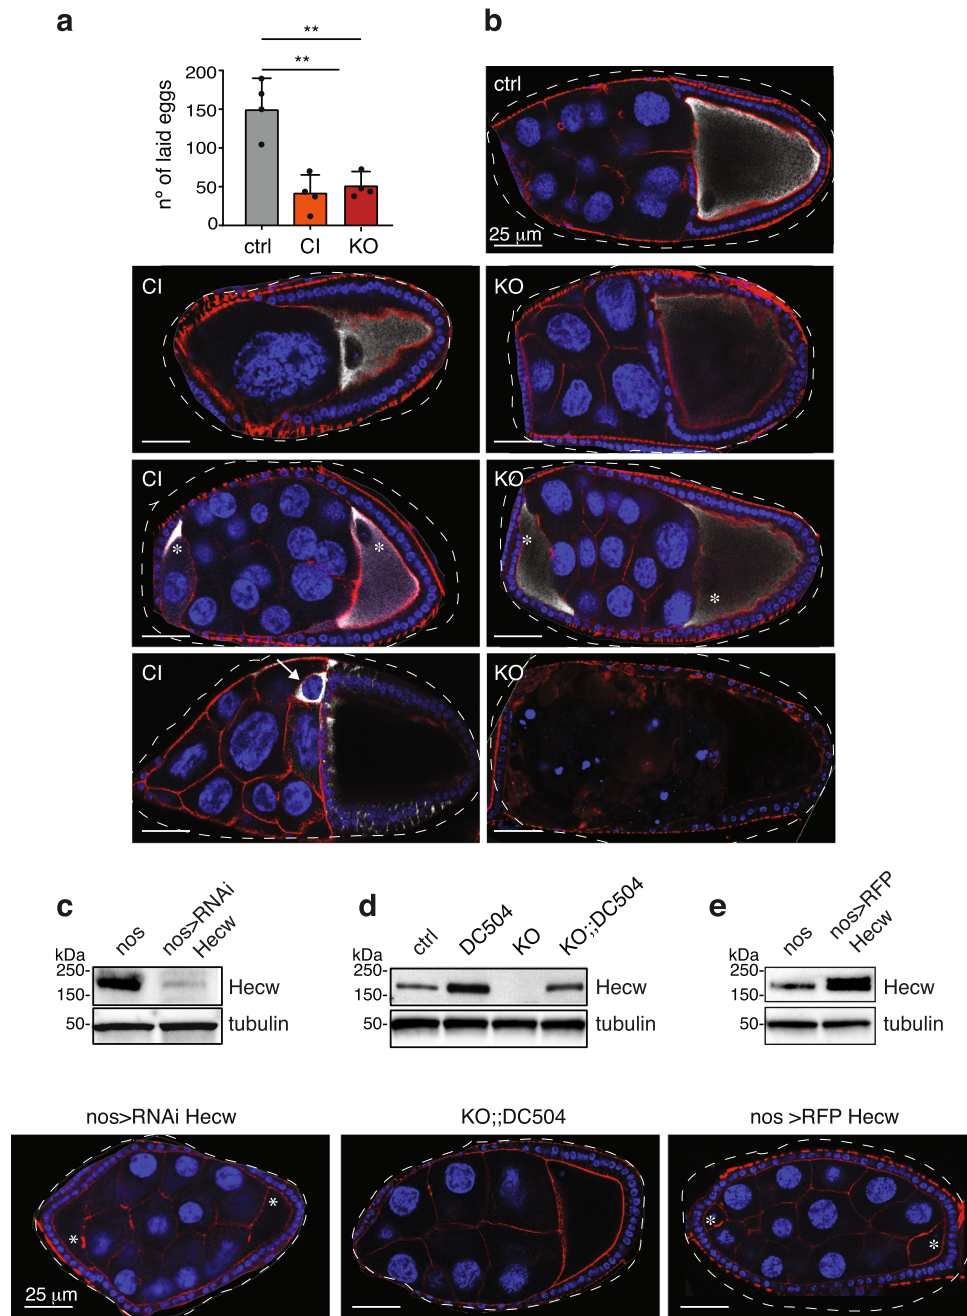 a
**
**
nº of laid eggs
200
150
100
50
0
ctrl
CI
KO
b
ctrl
25 µm
CI
KO
CI
*
*
KO
*
*
CI
KO
c
nos
nos>RNAi
Hecw
kDa
250-
150-
50-
Hecw
tubulin
d
ctrl
DC504
KO
KO;;DC504
kDa
250-
150-
50-
Hecw
tubulin
e
nos
nos>RFP
Hecw
kDa
250-
150-
50-
Hecw
tubulin
nos>RNAi Hecw
*
*
25 µm
KO;;DC504
nos >RFP Hecw
*
*